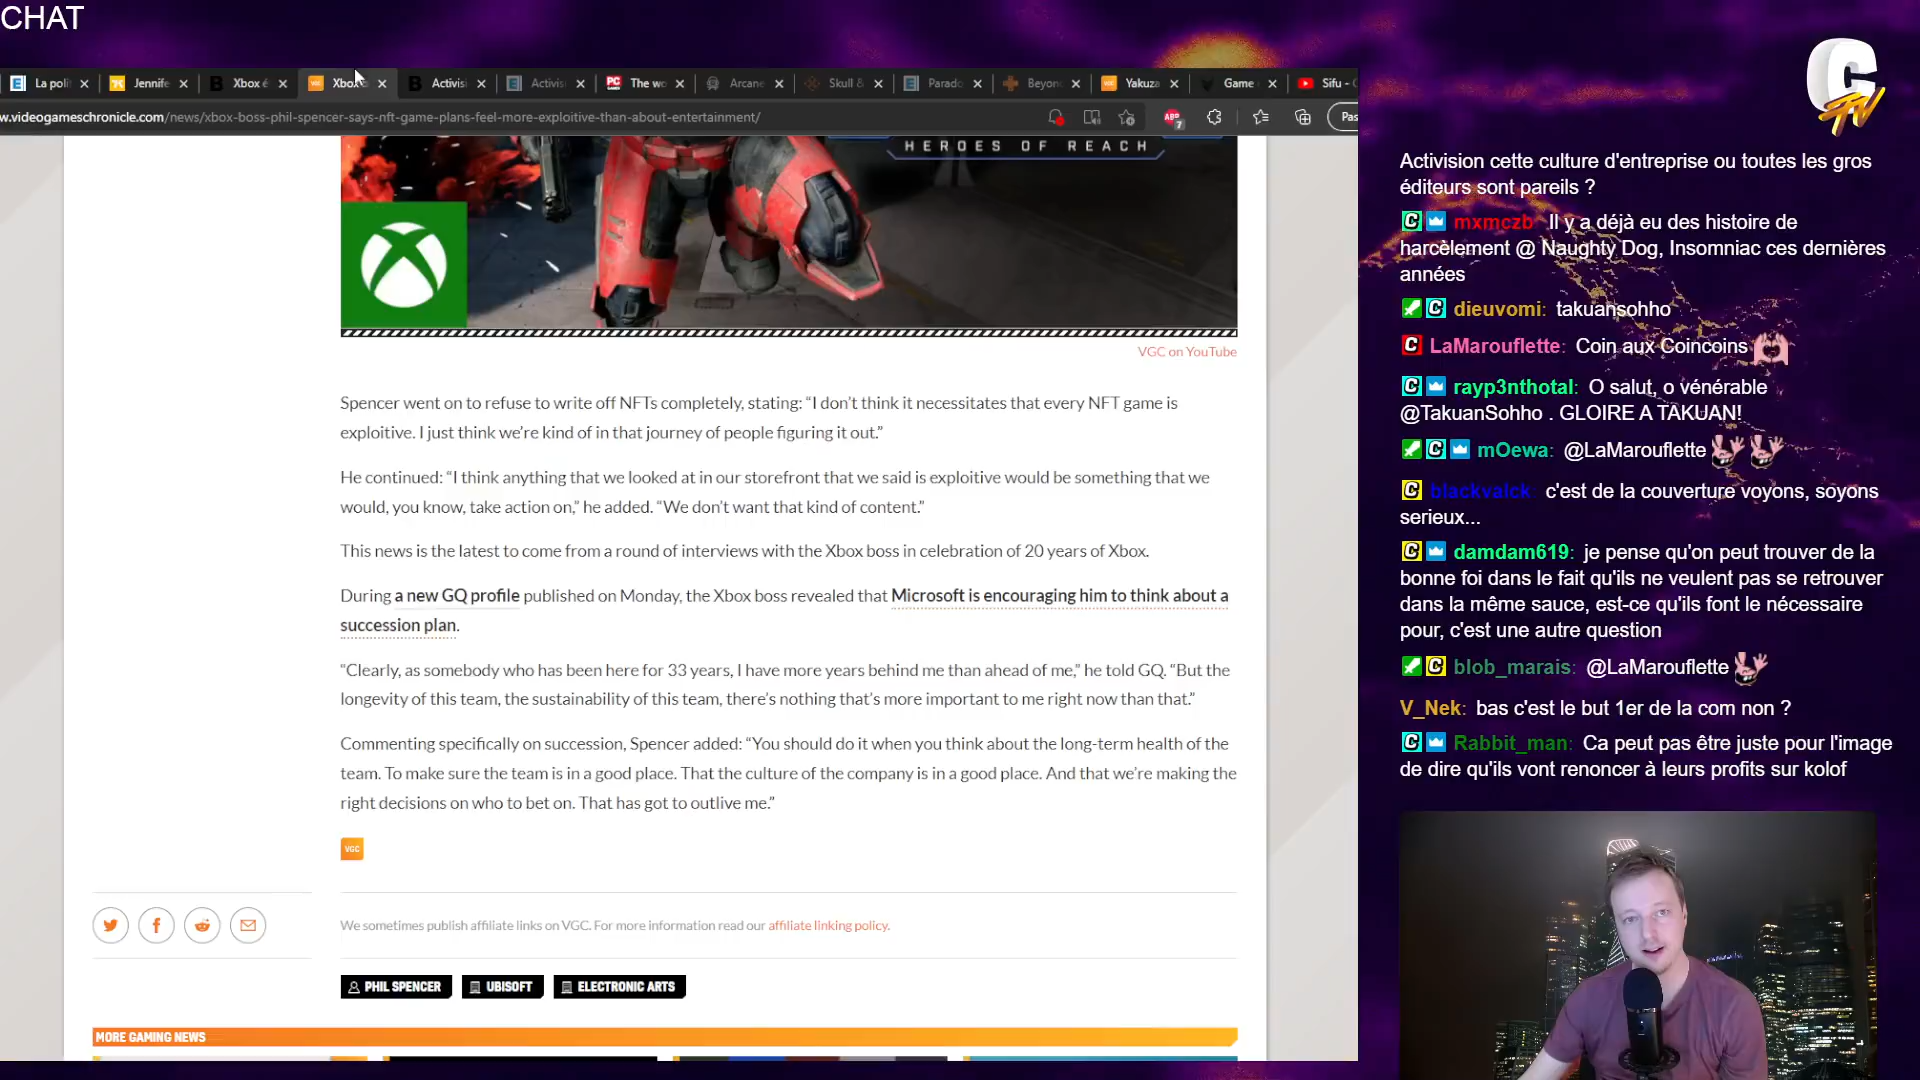 CHAT
La poli
Jennife
Xbox é
Xbox
Activisi
Activis
The wo
Arcane
Skull &
Parado
Beyon
Yakuza
Game
Sifu -
w.videogameschronicle.com/news/xbox-boss-phil-spencer-says-nft-game-plans-feel-more-exploitive-than-about-entertainment/
Pas
HEROES OF REACH
VGC on YouTube
Spencer went on to refuse to write off NFTs completely, stating: “I don’t think it necessitates that every NFT game is
exploitive. I just think we’re kind of in that journey of people figuring it out.”
He continued: “I think anything that we looked at in our storefront that we said is exploitive would be something that we
would, you know, take action on,” he added. “We don’t want that kind of content.”
This news is the latest to come from a round of interviews with the Xbox boss in celebration of 20 years of Xbox.
During a new GQ profile published on Monday, the Xbox boss revealed that Microsoft is encouraging him to think about a
succession plan.
“Clearly, as somebody who has been here for 33 years, I have more years behind me than ahead of me,” he told GQ. “But the
longevity of this team, the sustainability of this team, there’s nothing that’s more important to me right now than that.”
Commenting specifically on succession, Spencer added: “You should do it when you think about the long-term health of the
team. To make sure the team is in a good place. That the culture of the company is in a good place. And that we’re making the
right decisions on who to bet on. That has got to outlive me.”
VGC
We sometimes publish affiliate links on VGC. For more information read our affiliate linking policy.
PHIL SPENCER
UBISOFT
ELECTRONIC ARTS
MORE GAMING NEWS
C TV
Activision cette culture d'entreprise ou toutes les gros
éditeurs sont pareils ?
mxmczb: Il y a déjà eu des histoire de
harcèlement @ Naughty Dog, Insomniac ces dernières
années
dieuvomi: takuansohho
LaMarouflette: Coin aux Coincoins
rayp3nthotal: O salut, o vénérable
@TakuanSohho . GLOIRE A TAKUAN!
mOewa: @LaMarouflette
blackvalck: c'est de la couverture voyons, soyons
serieux...
damdam619: je pense qu'on peut trouver de la
bonne foi dans le fait qu'ils ne veulent pas se retrouver
dans la même sauce, est-ce qu'ils font le nécessaire
pour, c'est une autre question
blob_marais: @LaMarouflette
V_Nek: bas c'est le but 1er de la com non ?
Rabbit_man: Ca peut pas être juste pour l'image
de dire qu'ils vont renoncer à leurs profits sur kolof